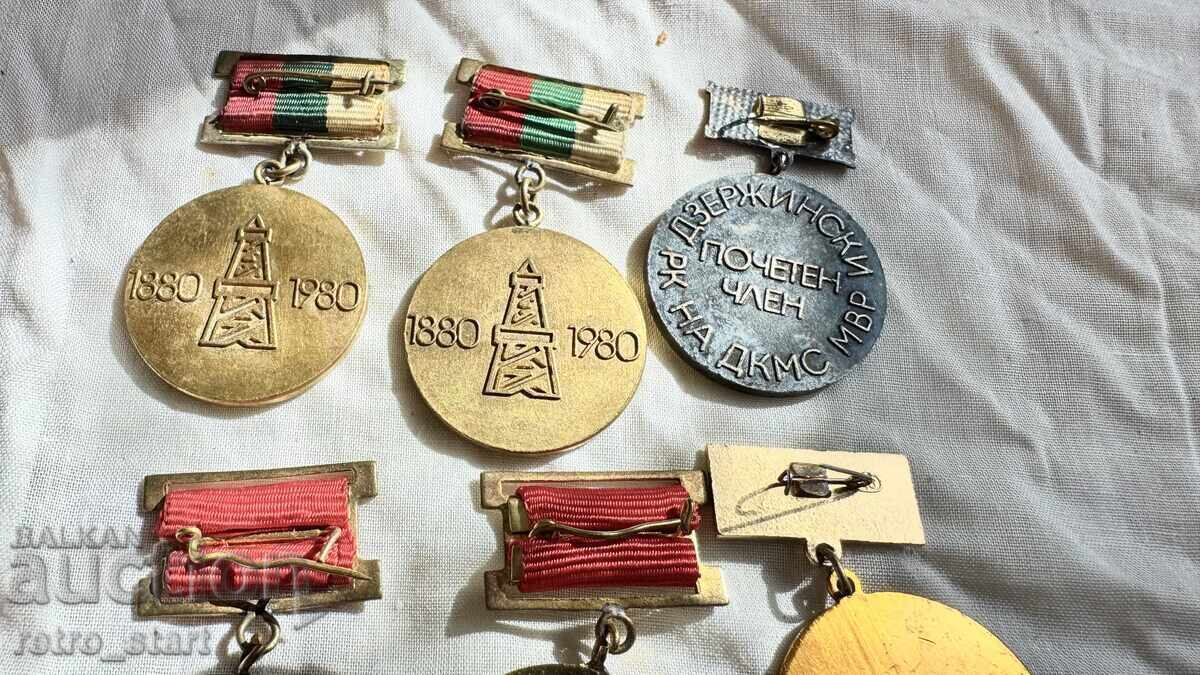 1880 1980
1880 1980
РК НА ДКМС МВР
ДЗЕРЖИНСКИ
ПОЧЕТЕН
ЧЛЕН
BALKAN
auction
retro_start